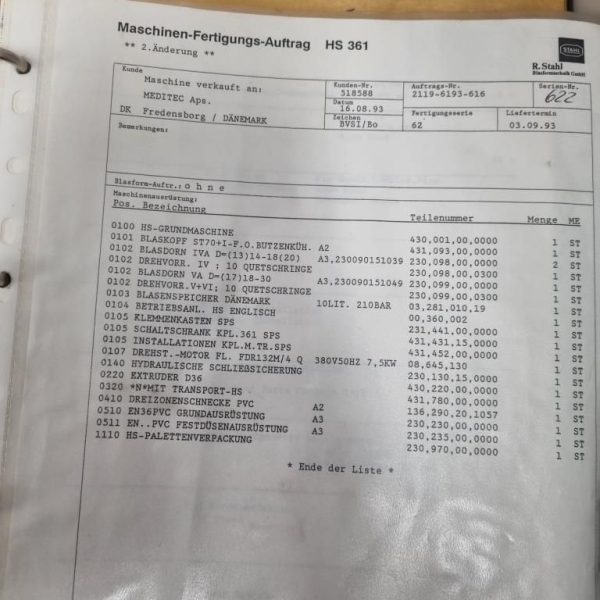 Maschinen-Fertigungs-Auftrag HS 361
** 2.Änderung **
STAHL
R. Stahl
Blasformtechnik GmbH
Kunde
Maschine verkauft an:
MEDITEC Aps.
DK Fredensborg / DÄNEMARK
Kunden-Nr.
518588
Datum
16.08.93
Zeichen
BVSI/Bo
Auftrags-Nr.
2119-6193-616
Serien-Nr.
622
Fertigungsserie
62
Liefertermin
03.09.93
Bemerkungen:
Blasform-Auftr.: o h n e
Maschinenausrüstung:
Pos. Bezeichnung Teilenummer Menge ME
0100 HS-GRUNDMASCHINE 430,001,00,0000 1 ST
0101 BLASKOPF ST70+I-F.O.BUTZENKÜH. A2 431,093,00,0000 1 ST
0102 BLASDORN IVA D=(13)14-18(20) A3,230090151039 230,098,00,0000 2 ST
0102 DREHVORR. IV ; 10 QUETSCHRINGE 230,098,00,0300 1 ST
0102 BLASDORN VA D=(17)18-30 A3,230090151049 230,099,00,0000 1 ST
0102 DREHVORR.V+VI; 10 QUETSCHRINGE 230,099,00,0300 1 ST
0103 BLASENSPEICHER DÄNEMARK 10LIT. 210BAR 03,281,010,19 1 ST
0104 BETRIEBSANL. HS ENGLISCH 00,360,002 1 ST
0105 KLEMMENKASTEN SPS 231,441,00,0000 1 ST
0105 SCHALTSCHRANK KPL.361 SPS 431,431,15,0000 1 ST
0105 INSTALLATIONEN KPL.M.TR.SPS 431,452,00,0000 1 ST
0107 DREHST.-MOTOR FL. FDR132M/4 Q 380V50HZ 7,5KW 08,645,130 1 ST
0140 HYDRAULISCHE SCHLIEßSICHERUNG 230,130,15,0000 1 ST
0220 EXTRUDER D36 430,220,00,0000 1 ST
0320 *N*MIT TRANSPORT-HS 431,780,00,0000 1 ST
0410 DREIZONENSCHNECKE PVC A2 136,290,20,1057 1 ST
0510 EN36PVC GRUNDAUSRÜSTUNG A3 230,230,00,0000 1 ST
0511 EN..PVC FESTDÜSENAUSRÜSTUNG A3 230,235,00,0000 1 ST
1110 HS-PALETTENVERPACKUNG 230,970,00,0000 1 ST
* Ende der Liste *